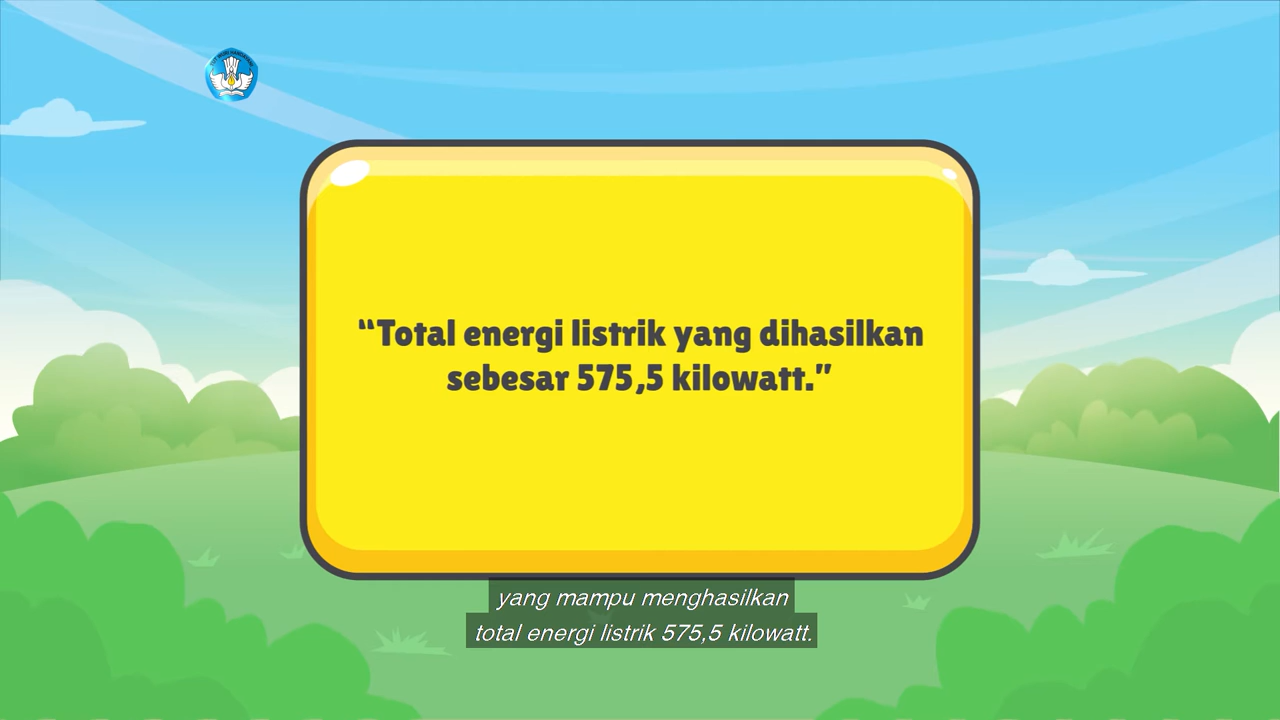 “Total energi listrik yang dihasilkan
sebesar 575,5 kilowatt.”
yang mampu menghasilkan
total energi listrik 575,5 kilowatt.